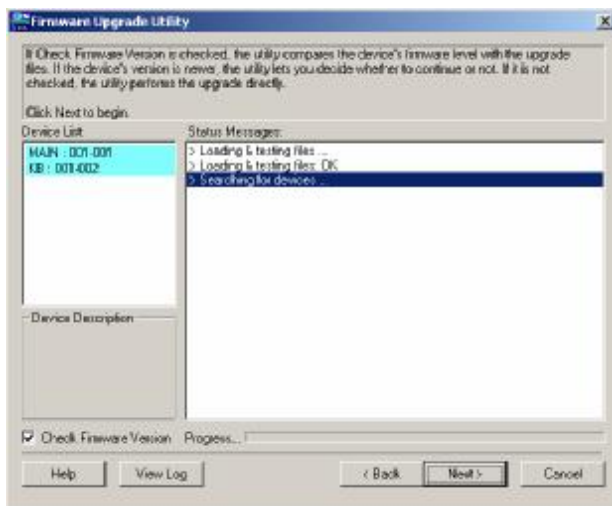 Firmware Upgrade Utility
If Check Firmware Version is checked, the utility compares the device's firmware level with the upgrade
files. If the device's version is newer, the utility lets you decide whether to continue or not. If it is not
checked, the utility performs the upgrade directly.
Click Next to begin.
Device List:
MAIN : 001-001
KB : 001-002
Status Messages:
> Loading & testing files ...
> Loading & testing files: OK
> Searching for devices ...
Device Description
Check Firmware Version
Progress...
Help
View Log
< Back
Next >
Cancel